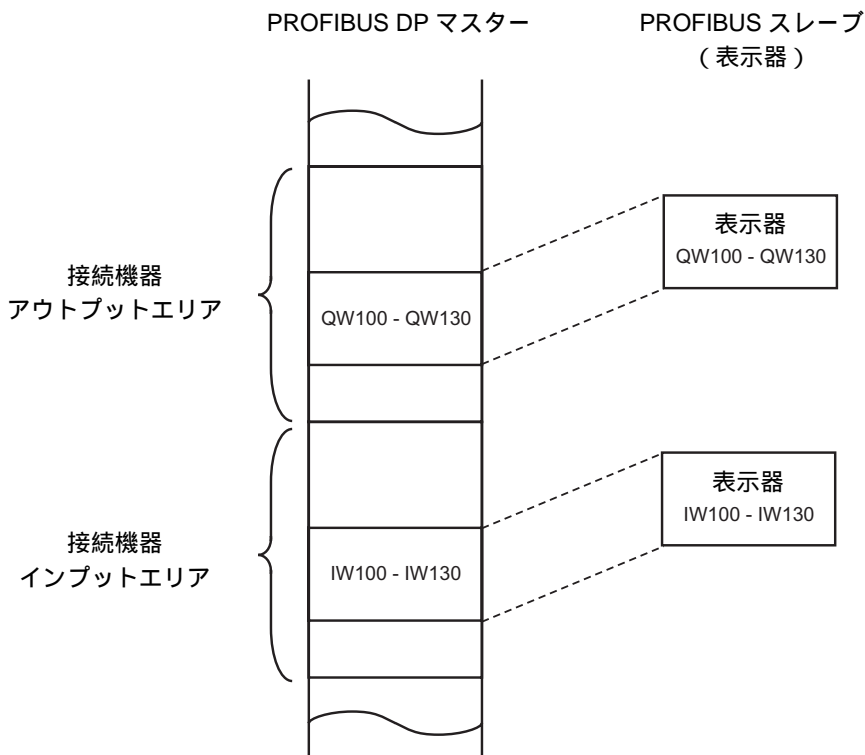 PROFIBUS DP マスター
PROFIBUS スレーブ
(表示器)
表示器
QW100 - QW130
接続機器
アウトプットエリア
QW100 - QW130
表示器
IW100 - IW130
接続機器
インプットエリア
IW100 - IW130